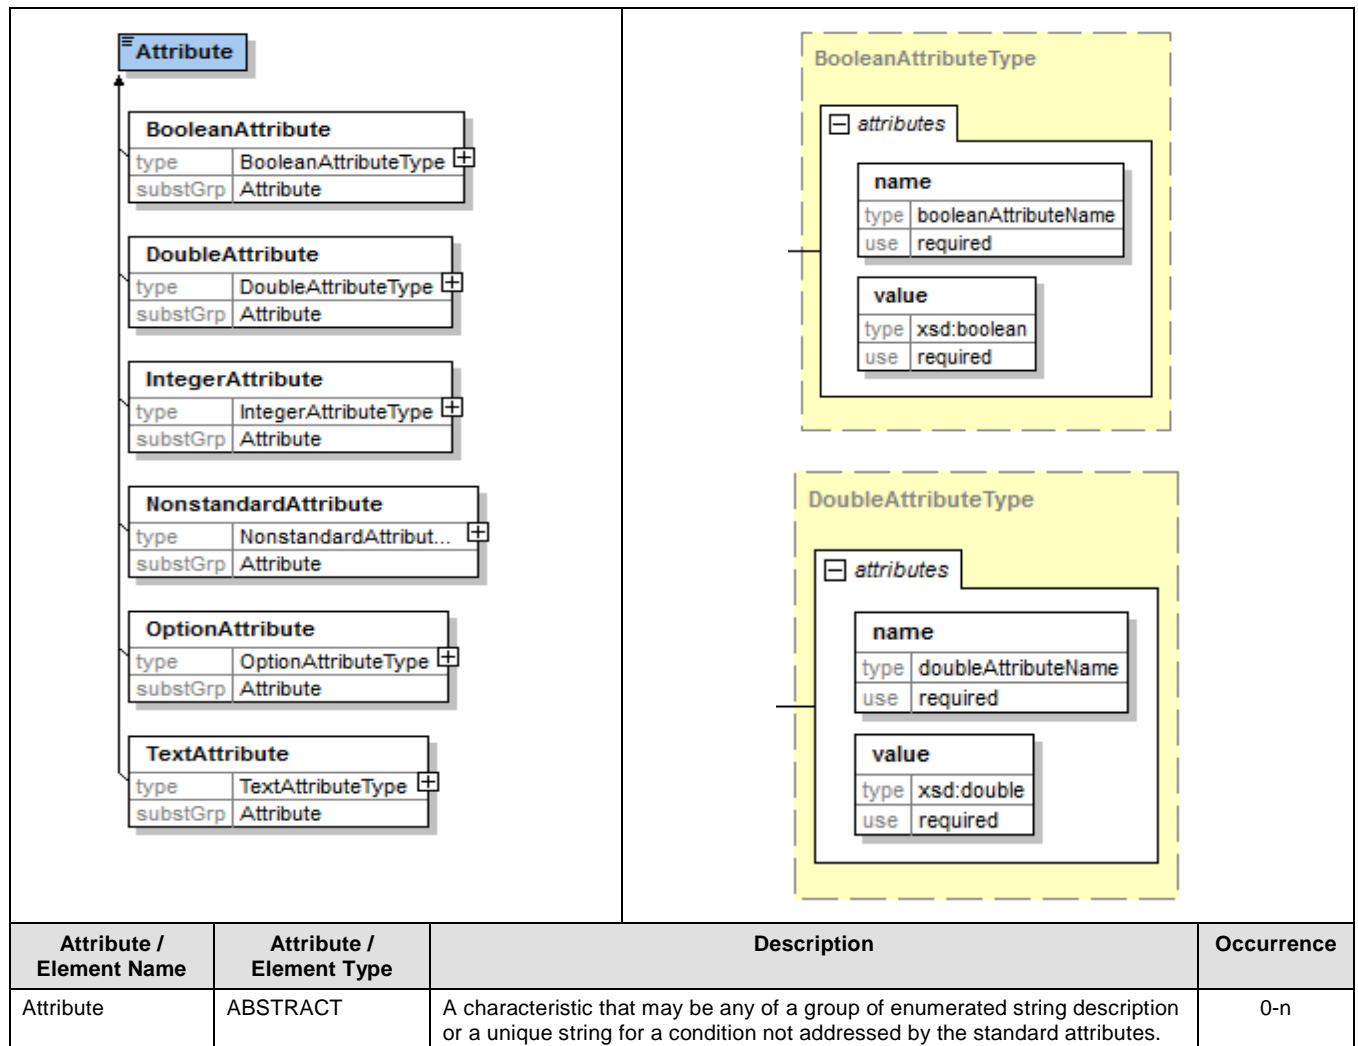 Attribute
BooleanAttribute
type BooleanAttributeType
substGrp Attribute
DoubleAttribute
type DoubleAttributeType
substGrp Attribute
IntegerAttribute
type IntegerAttributeType
substGrp Attribute
NonstandardAttribute
type NonstandardAttribut...
substGrp Attribute
OptionAttribute
type OptionAttributeType
substGrp Attribute
TextAttribute
type TextAttributeType
substGrp Attribute
BooleanAttributeType
attributes
name
type booleanAttributeName
use required
value
type xsd:boolean
use required
DoubleAttributeType
attributes
name
type doubleAttributeName
use required
value
type xsd:double
use required
Attribute /
Element Name
Attribute /
Element Type
Description
Occurrence
Attribute
ABSTRACT
A characteristic that may be any of a group of enumerated string description
or a unique string for a condition not addressed by the standard attributes.
0-n